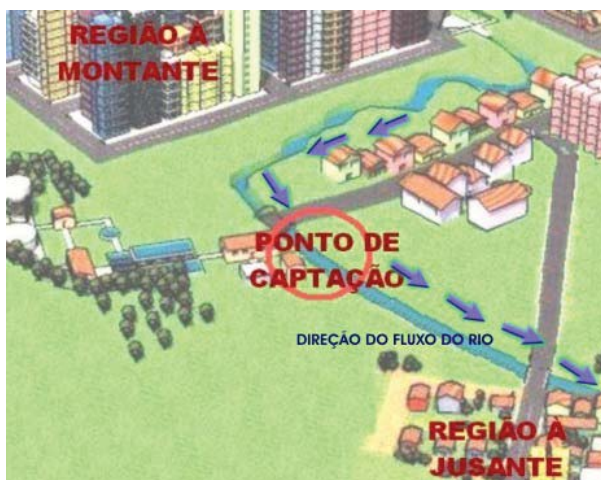 REGIÃO À
MONTANTE
PONTO DE
CAPTAÇÃO
DIREÇÃO DO FLUXO DO RIO
REGIÃO À
JUSANTE